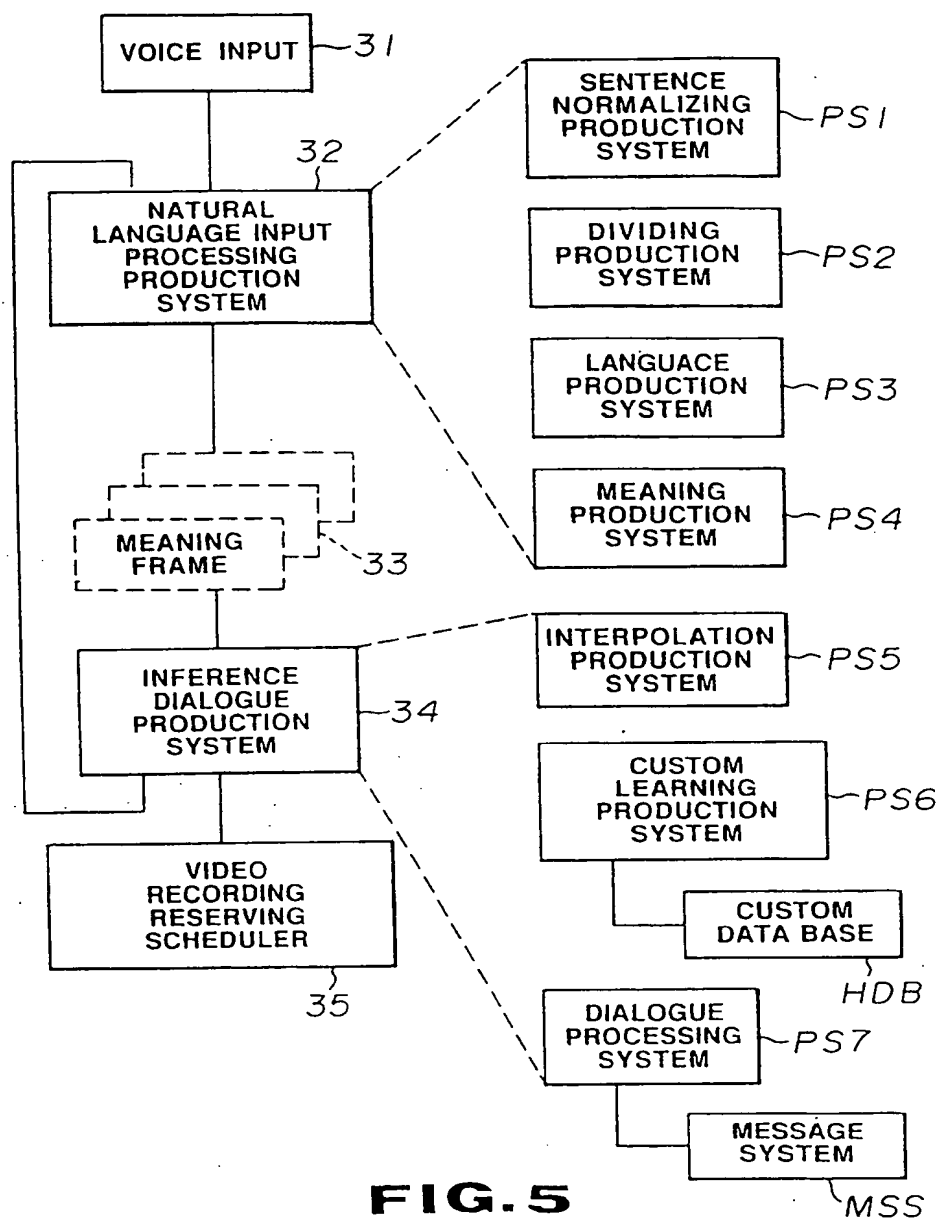 VOICE INPUT
31
32
NATURAL
LANGUAGE INPUT
PROCESSING
PRODUCTION
SYSTEM
MEANING
FRAME
33
INFERENCE
DIALOGUE
PRODUCTION
SYSTEM
34
VIDEO
RECORDING
RESERVING
SCHEDULER
35
SENTENCE
NORMALIZING
PRODUCTION
SYSTEM
PS1
DIVIDING
PRODUCTION
SYSTEM
PS2
LANGUACE
PRODUCTION
SYSTEM
PS3
MEANING
PRODUCTION
SYSTEM
PS4
INTERPOLATION
PRODUCTION
SYSTEM
PS5
CUSTOM
LEARNING
PRODUCTION
SYSTEM
PS6
CUSTOM
DATA BASE
HDB
DIALOGUE
PROCESSING
SYSTEM
PS7
MESSAGE
SYSTEM
MSS
FIG.5